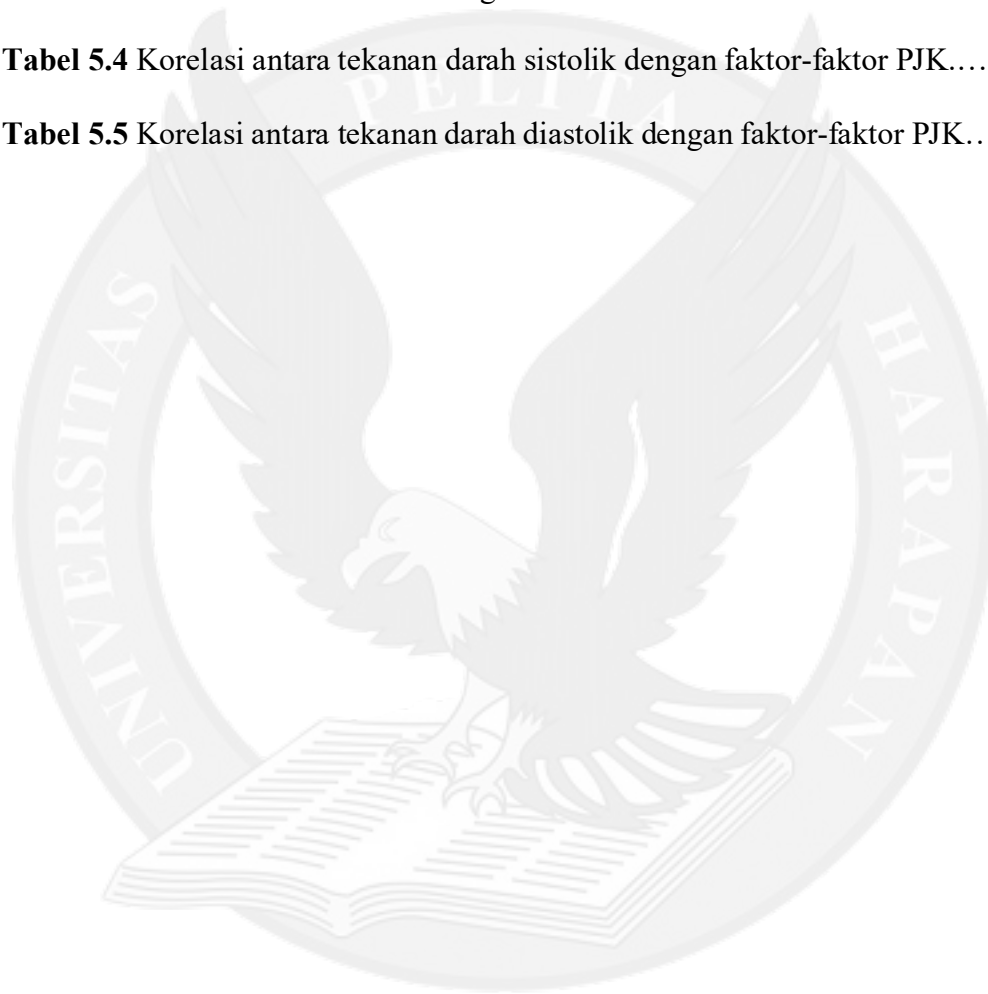 Tabel 5.4 Korelasi antara tekanan darah sistolik dengan faktor-faktor PJK....
Tabel 5.5 Korelasi antara tekanan darah diastolik dengan faktor-faktor PJK..
UNIVERSITAS PELITA HARAPAN